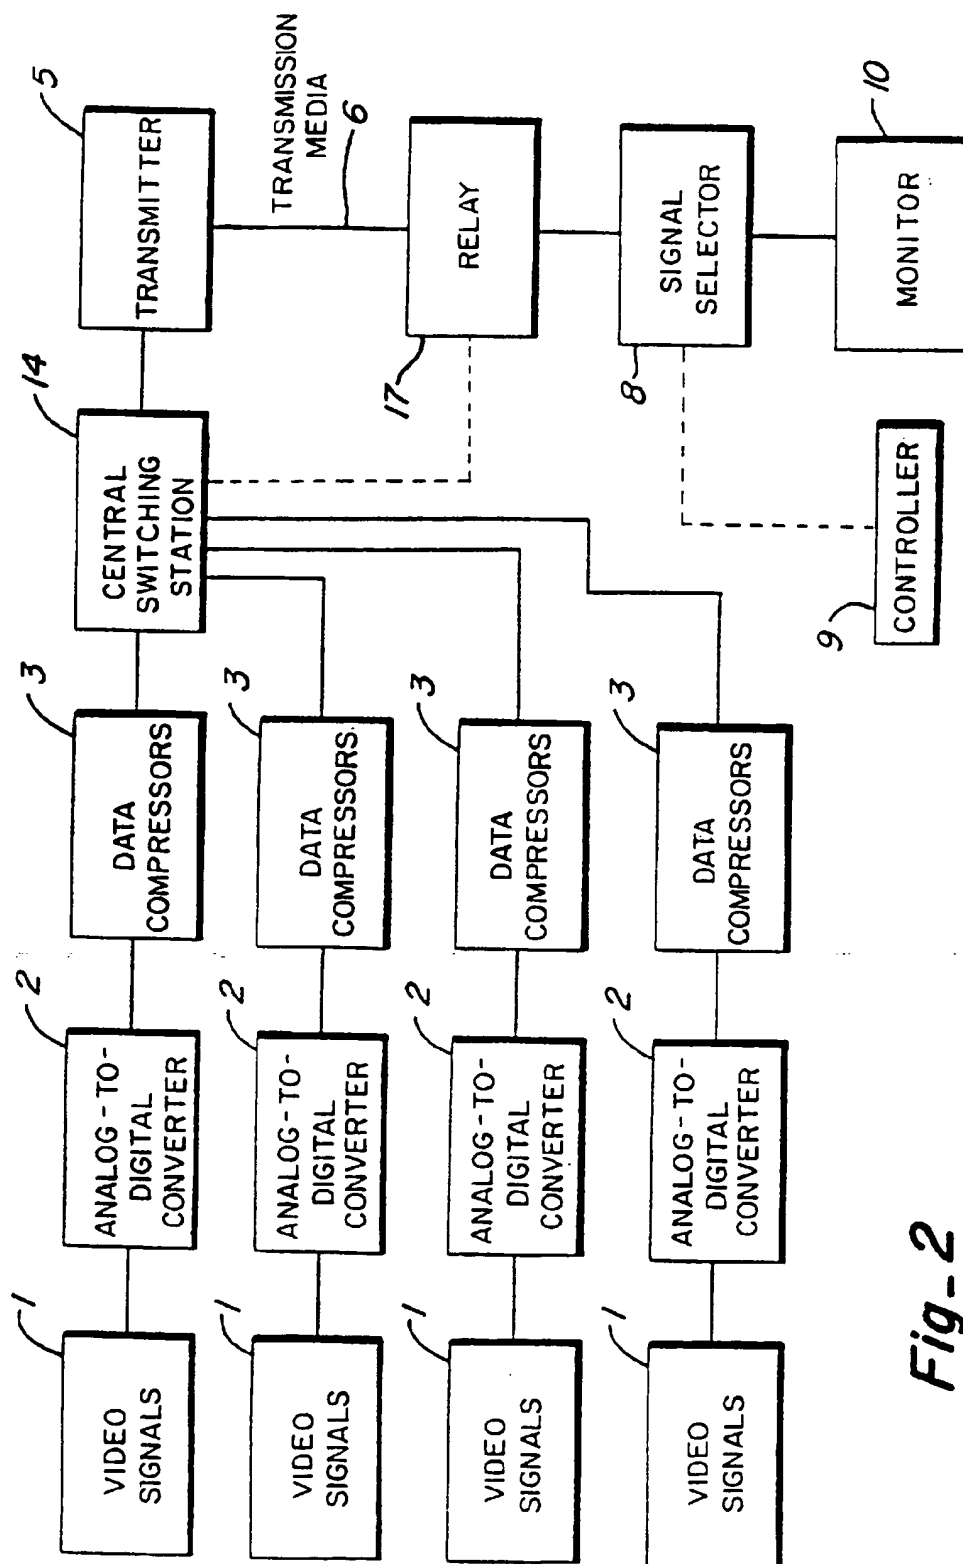 1
VIDEO
SIGNALS
2
ANALOG-TO-
DIGITAL
CONVERTER
3
DATA
COMPRESSORS
14
CENTRAL
SWITCHING
STATION
5
TRANSMITTER
1
VIDEO
SIGNALS
2
ANALOG-TO-
DIGITAL
CONVERTER
3
DATA
COMPRESSORS.
TRANSMISSION
MEDIA
6
1
VIDEO
SIGNALS
2
ANALOG-TO-
DIGITAL
CONVERTER
3
DATA
COMPRESSORS
17
RELAY
1
VIDEO
SIGNALS
2
ANALOG-TO-
DIGITAL
CONVERTER
3
DATA
COMPRESSORS
8
SIGNAL
SELECTOR
9
CONTROLLER
10
MONITOR
Fig_2